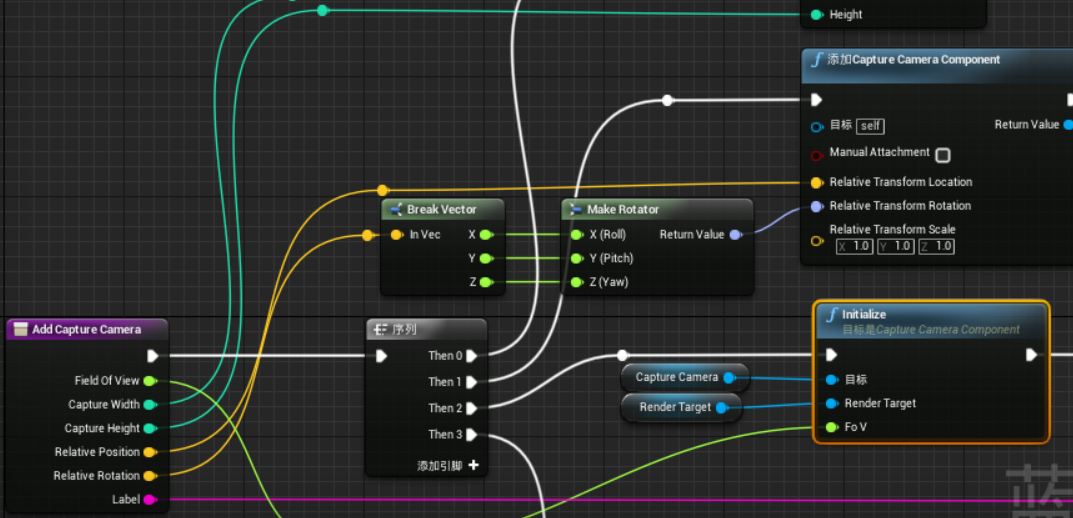 Height
添加Capture Camera Component
目标 self
Return Value
Manual Attachment
Relative Transform Location
Relative Transform Rotation
Relative Transform Scale
X 1.0 Y 1.0 Z 1.0
Break Vector
In Vec
X
Y
Z
Make Rotator
X (Roll)
Return Value
Y (Pitch)
Z (Yaw)
Add Capture Camera
Field Of View
Capture Width
Capture Height
Relative Position
Relative Rotation
Label
序列
Then 0
Then 1
Then 2
Then 3
添加引脚
Capture Camera
Render Target
Initialize
目标是Capture Camera Component
目标
Render Target
Fo V
蓝